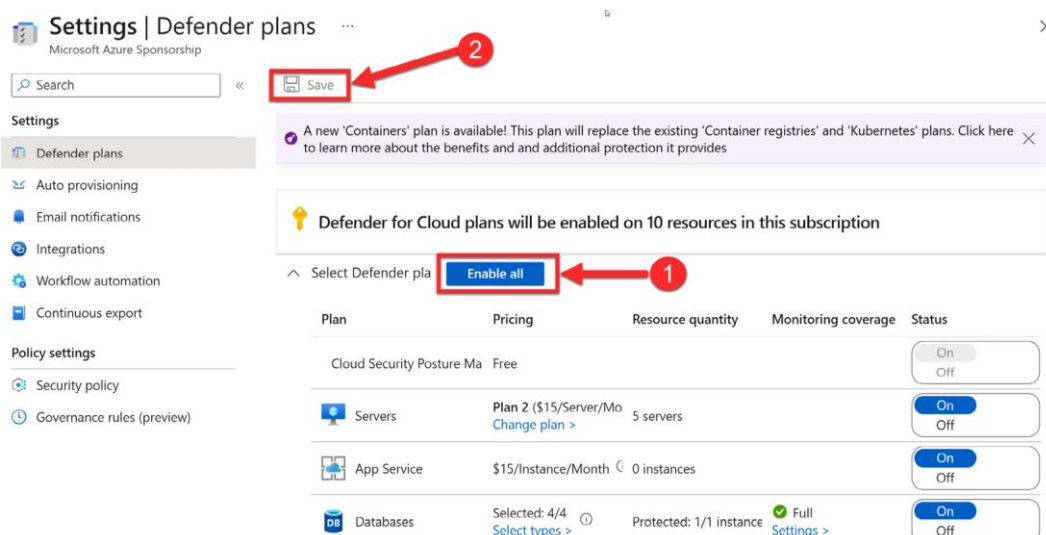 Settings | Defender plans ...
Microsoft Azure Sponsorship
2
Search «
Save
Settings
A new 'Containers' plan is available! This plan will replace the existing 'Container registries' and 'Kubernetes' plans. Click here
to learn more about the benefits and and additional protection it provides
Defender plans
Auto provisioning
Email notifications
Integrations
Workflow automation
Continuous export
Policy settings
Security policy
Governance rules (preview)
Defender for Cloud plans will be enabled on 10 resources in this subscription
Select Defender pla Enable all 1
Plan Pricing Resource quantity Monitoring coverage Status
Cloud Security Posture Ma Free On
Off
Servers Plan 2 ($15/Server/Mo 5 servers On
Change plan > Off
App Service $15/Instance/Month 0 instances On
Off
DB Databases Selected: 4/4 Protected: 1/1 instance Full On
Select types > Settings > Off